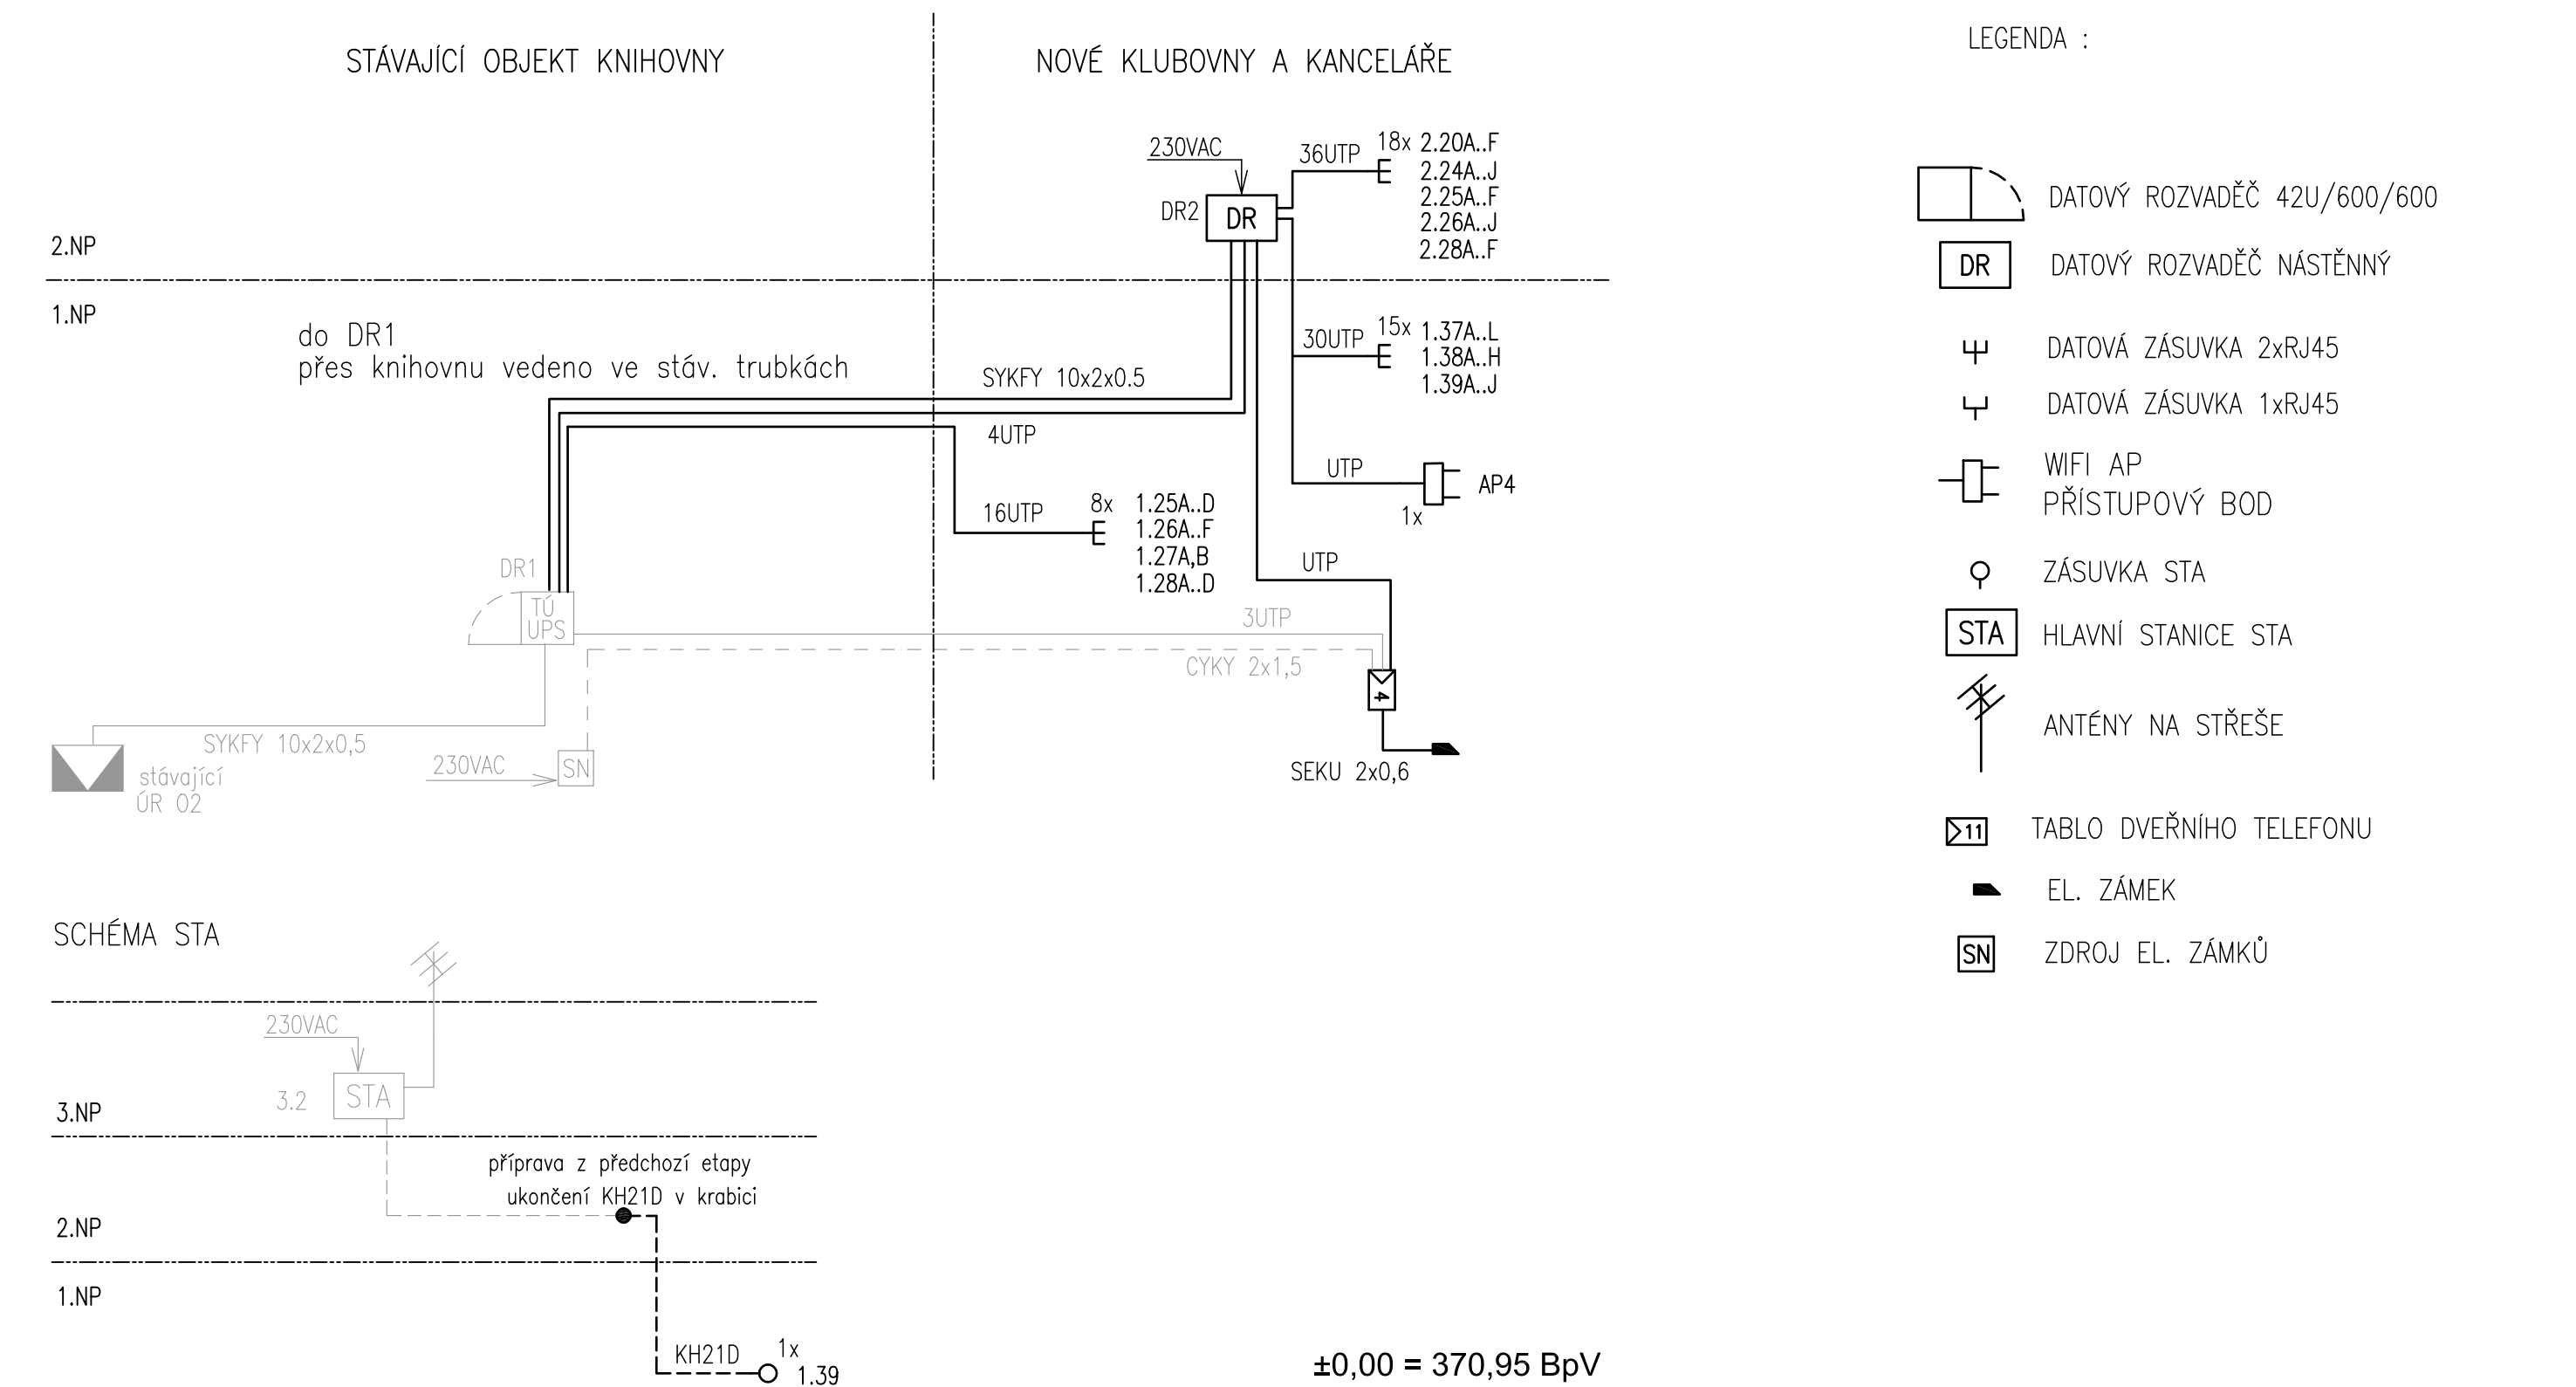 STÁVAJÍCÍ OBJEKT KNIHOVNY
NOVÉ KLUBOVNY A KANCELÁŘE
230VAC
DR2
DR
36UTP
18x
2.20A..F
2.24A..J
2.25A..F
2.26A..J
2.28A..F
2.NP
1.NP
do DR1
přes knihovnu vedeno ve stáv. trubkách
SYKFY 10x2x0.5
30UTP
15x
1.37A..L
1.38A..H
1.39A..J
4UTP
UTP
AP4
1x
16UTP
8x
1.25A..D
1.26A..F
1.27A,B
1.28A..D
UTP
DR1
TÚ
UPS
3UTP
CYKY 2x1,5
4
SYKFY 10x2x0,5
stávající
ÚR O2
230VAC
SN
SEKU 2x0,6
SCHÉMA STA
230VAC
STA
3.2
3.NP
příprava z předchozí etapy
ukončení KH21D v krabici
2.NP
1.NP
KH21D
1x
1.39
±0,00 = 370,95 BpV
LEGENDA :
DATOVÝ ROZVADĚČ 42U/600/600
DR
DATOVÝ ROZVADĚČ NÁSTĚNNÝ
DATOVÁ ZÁSUVKA 2xRJ45
DATOVÁ ZÁSUVKA 1xRJ45
WIFI AP
PŘÍSTUPOVÝ BOD
ZÁSUVKA STA
STA
HLAVNÍ STANICE STA
ANTÉNY NA STŘEŠE
11
TABLO DVEŘNÍHO TELEFONU
EL. ZÁMEK
SN
ZDROJ EL. ZÁMKŮ